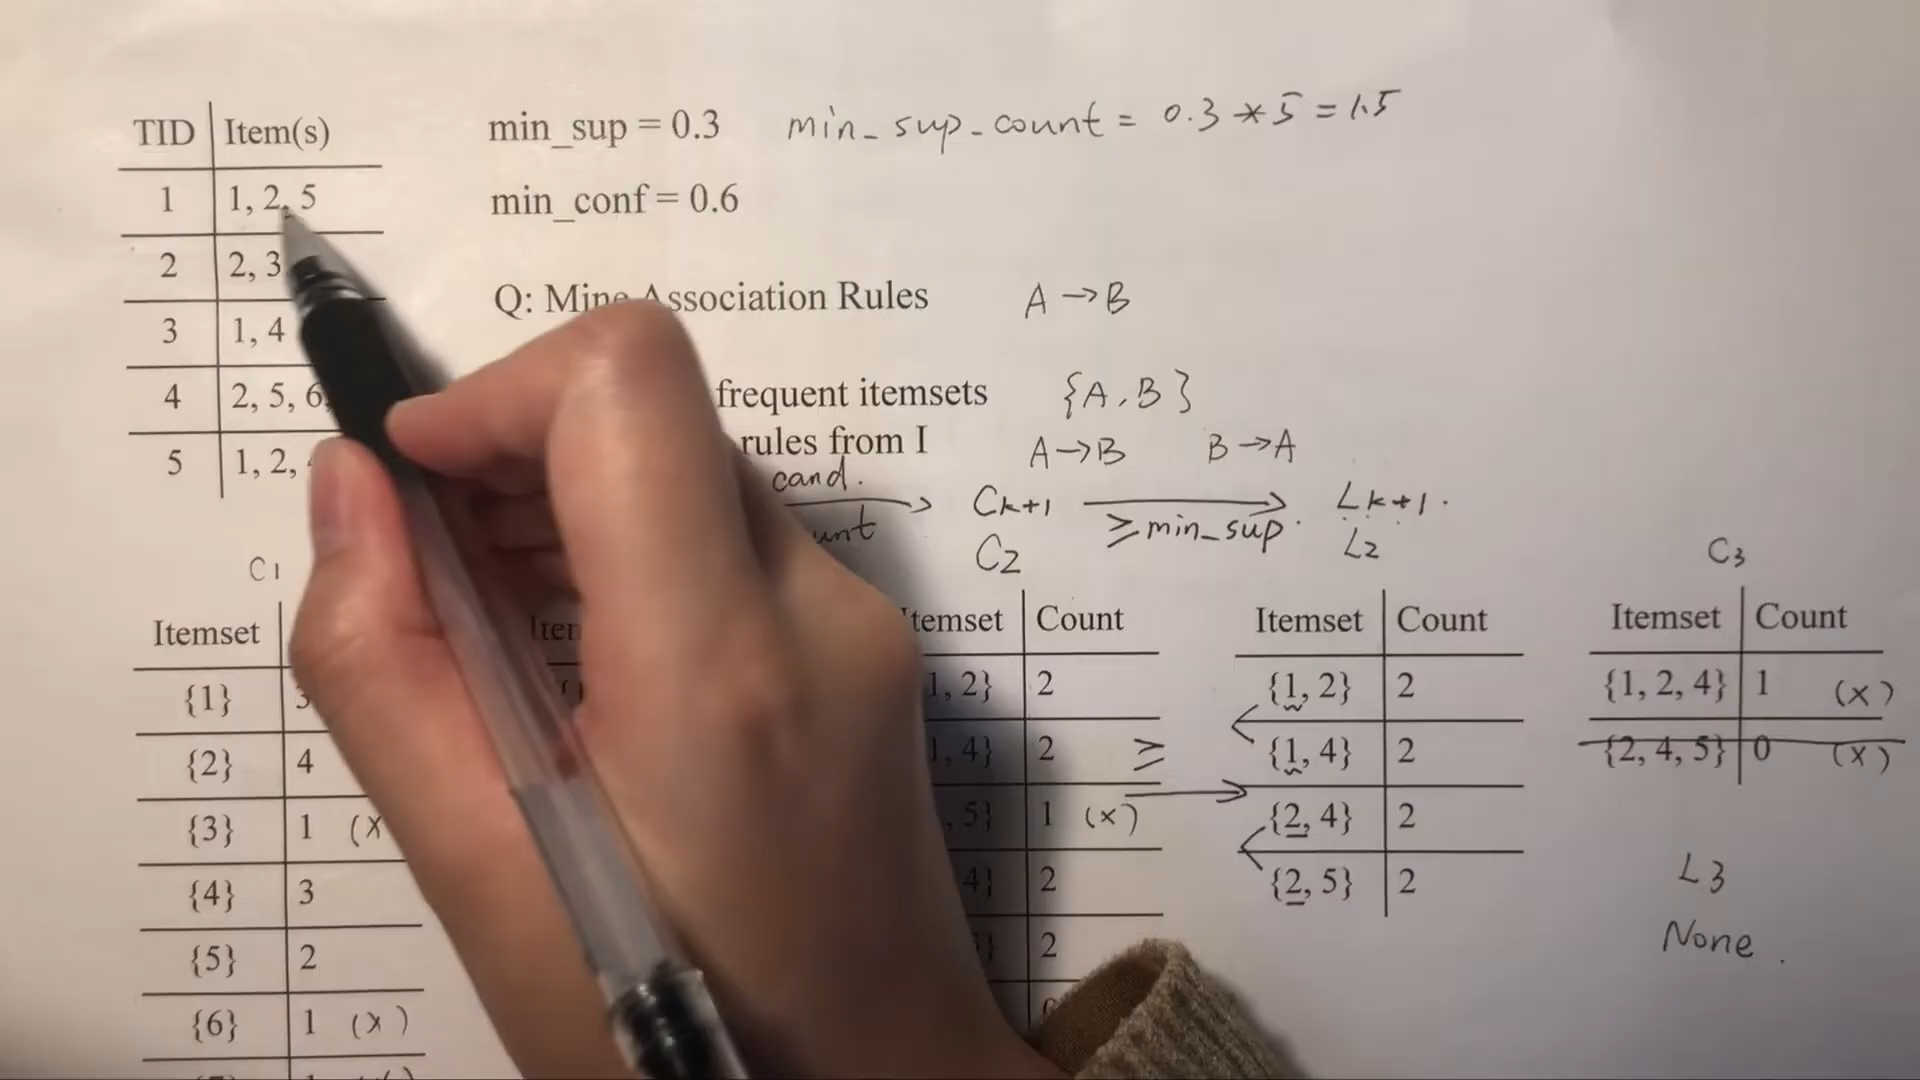 TID Item(s)
1 1, 2, 5
2 2, 3
3 1, 4
4 2, 5, 6,
5 1, 2,
min_sup = 0.3 min_sup_count = 0.3 * 5 = 1.5
min_conf = 0.6
Q: Mine Association Rules A → B
frequent itemsets {A, B}
rules from I A → B B → A
cand. Ck+1 ≥ min_sup. Lk+1.
C1
Itemset
{1} 3
{2} 4
{3} 1 (x
{4} 3
{5} 2
{6} 1 (x)
C2
Count
1, 2} 2
1, 4} 2
5} 1 (x)
4} 2
} 2
≥
L2
Itemset Count
{1, 2} 2
{1, 4} 2
{2, 4} 2
{2, 5} 2
C3
Itemset Count
{1, 2, 4} 1 (x)
{2, 4, 5} 0 (x)
L3
None.